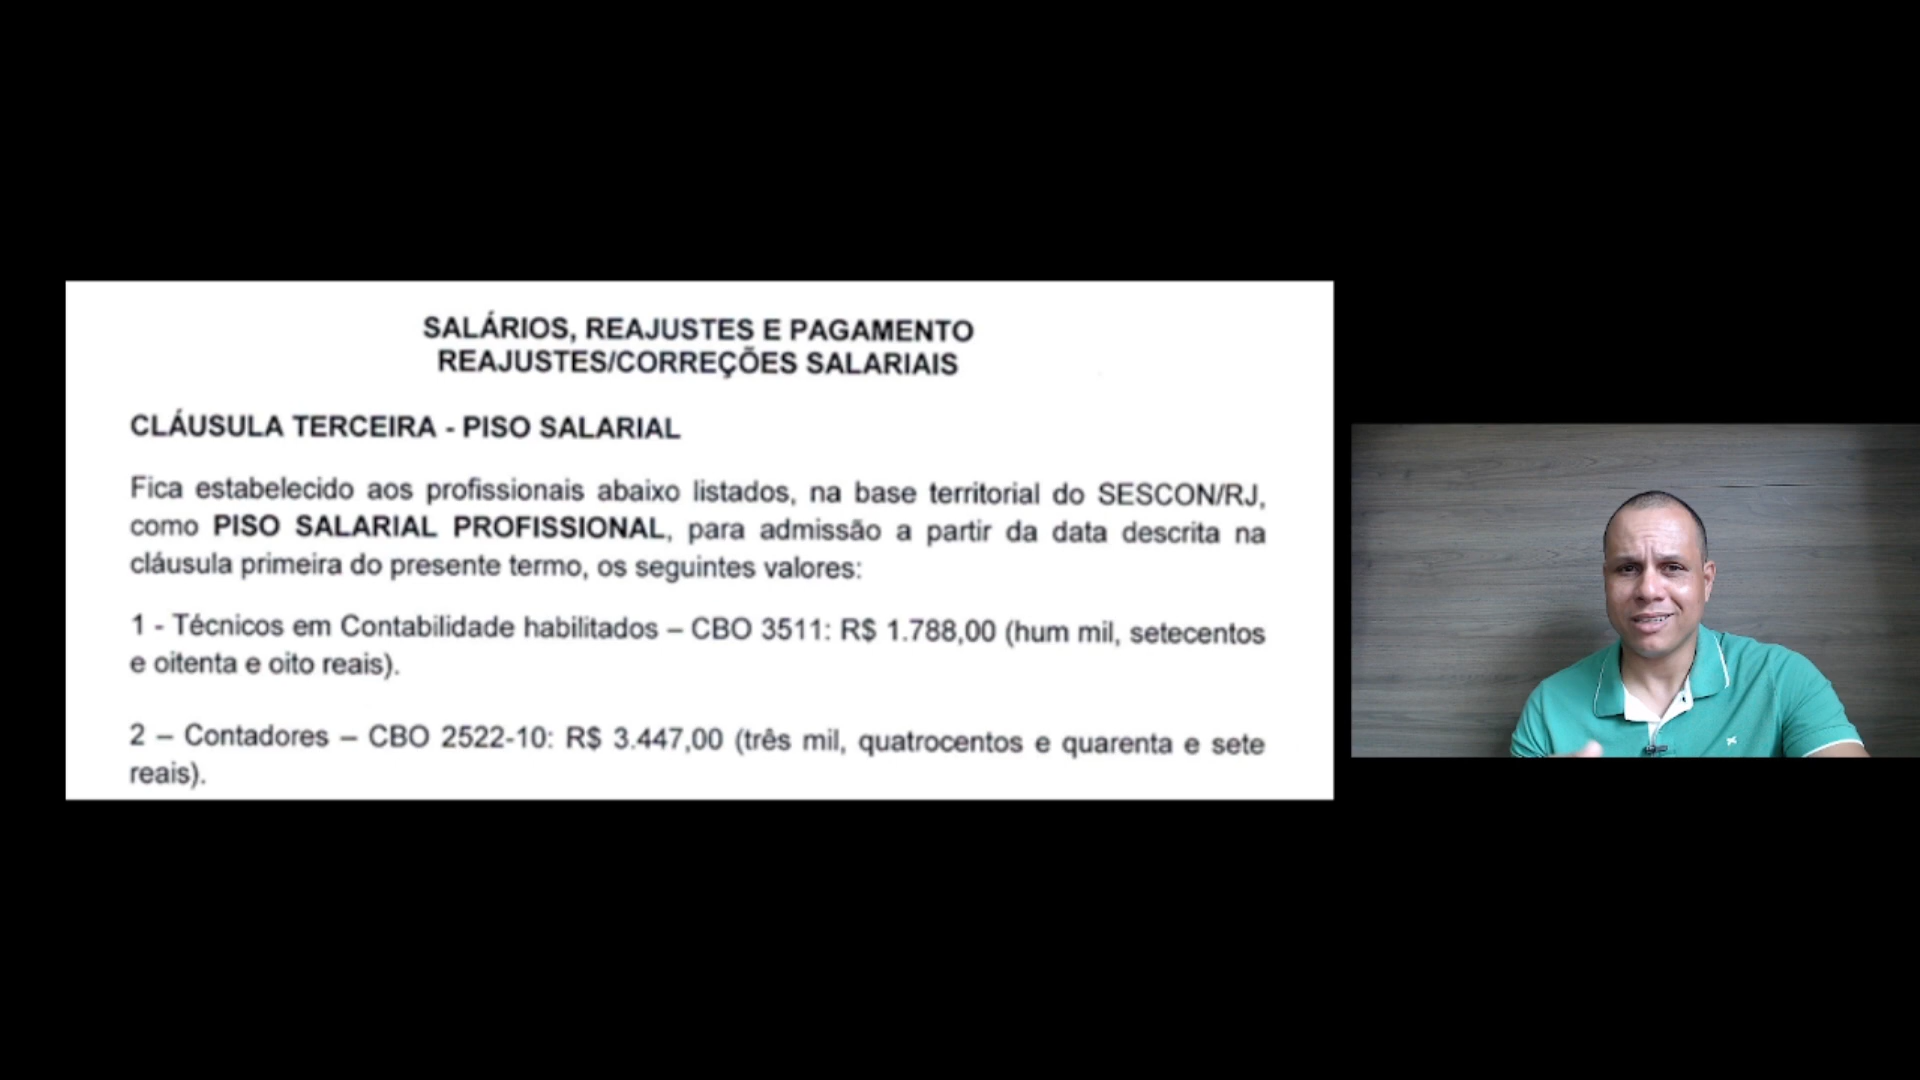 SALÁRIOS, REAJUSTES E PAGAMENTO
REAJUSTES/CORREÇÕES SALARIAIS
CLÁUSULA TERCEIRA - PISO SALARIAL
Fica estabelecido aos profissionais abaixo listados, na base territorial do SESCON/RJ,
como PISO SALARIAL PROFISSIONAL, para admissão a partir da data descrita na
cláusula primeira do presente termo, os seguintes valores:
1 - Técnicos em Contabilidade habilitados – CBO 3511: R$ 1.788,00 (hum mil, setecentos
e oitenta e oito reais).
2 – Contadores – CBO 2522-10: R$ 3.447,00 (três mil, quatrocentos e quarenta e sete
reais).